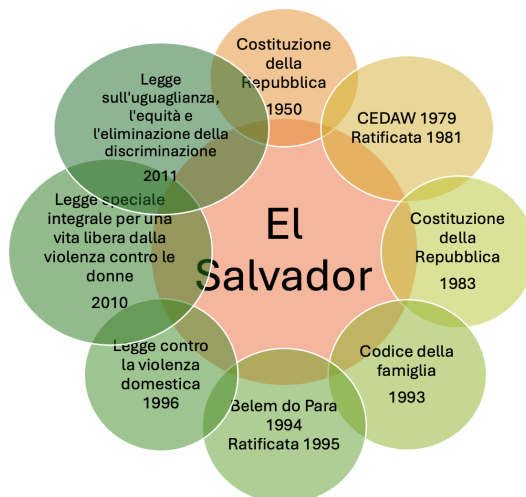 Costituzione
della
Repubblica
1950
CEDAW 1979
Ratificata 1981
Costituzione
della
Repubblica
1983
Codice della
famiglia
1993
Belem do Para
1994
Ratificata 1995
Legge contro
la violenza
domestica
1996
Legge speciale
integrale per una
vita libera dalla
violenza contro le
donne
2010
Legge
sull'uguaglianza,
l'equità e
l'eliminazione della
discriminazione
2011
El
Salvador